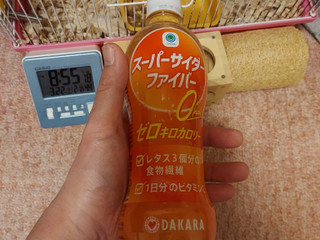 8:55
スーパーサイダー
ファイバー
0
ゼロキロカロリー
レタス3個分の
食物繊維
1日分のビタミン
DAKARA